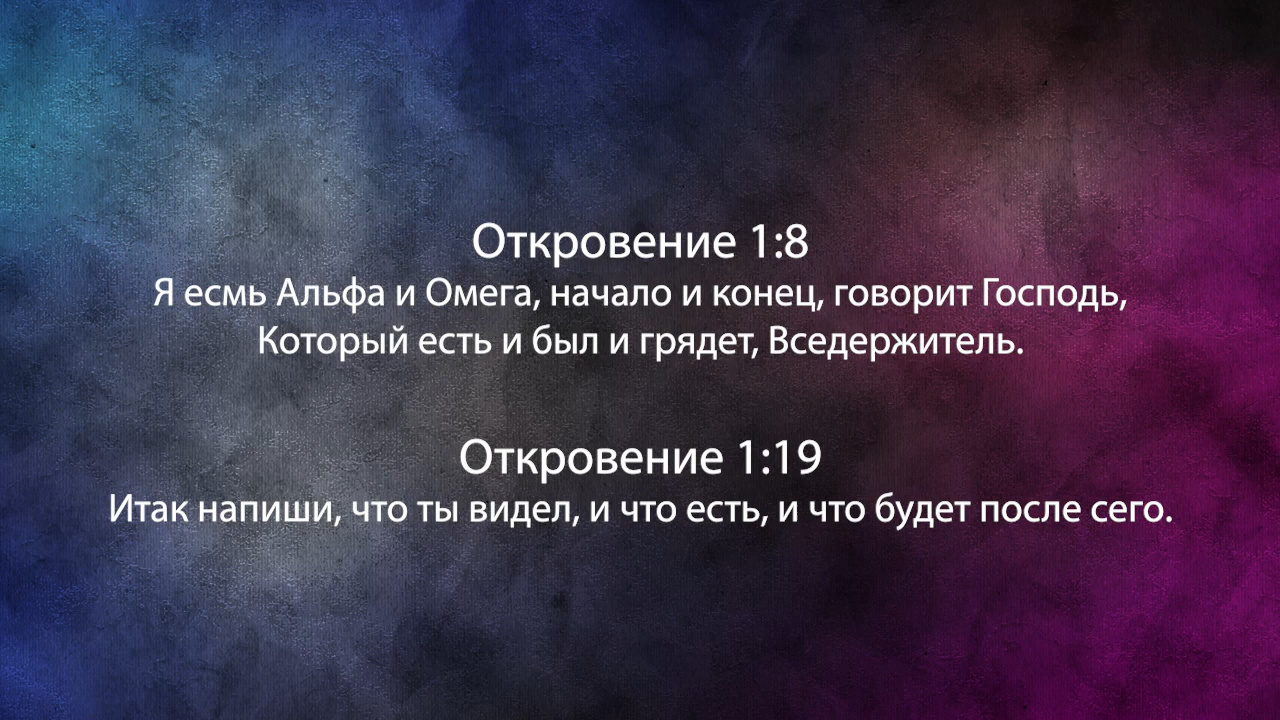 Откровение 1:8
Я есмь Альфа и Омега, начало и конец, говорит Господь,
Который есть и был и грядет, Вседержитель.
Откровение 1:19
Итак напиши, что ты видел, и что есть, и что будет после сего.